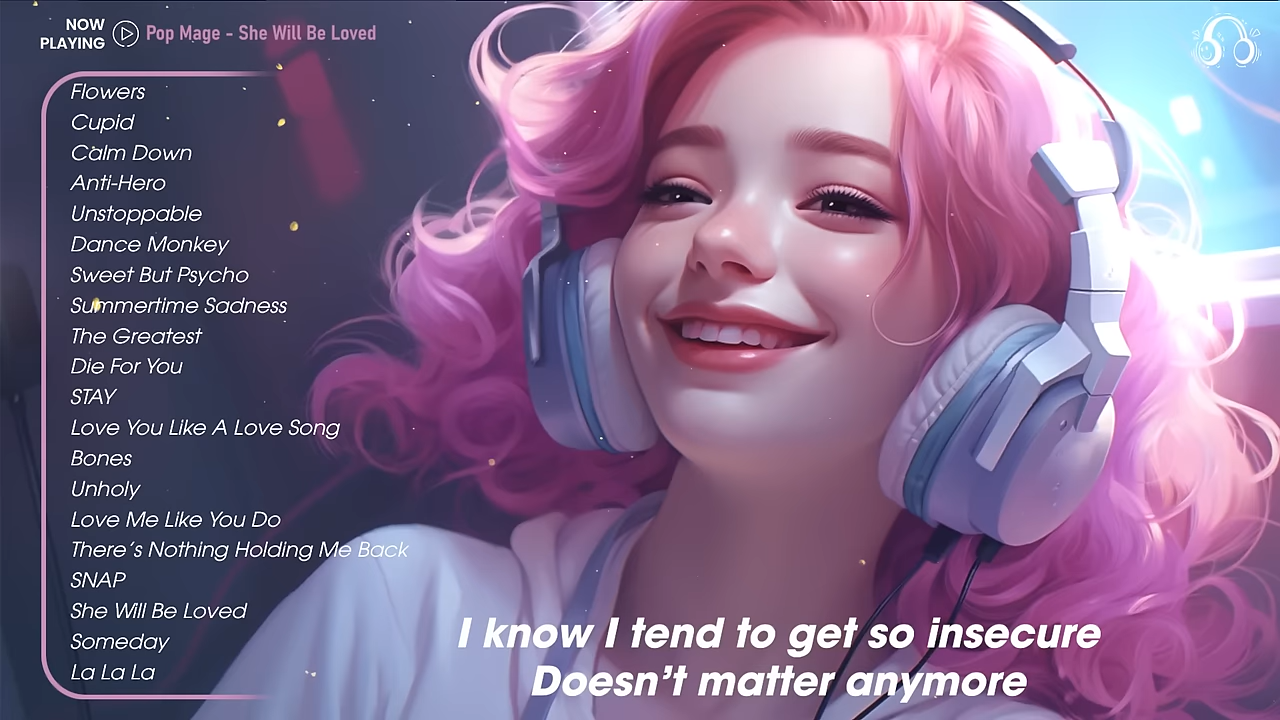 NOW
PLAYING
Pop Mage - She Will Be Loved
Flowers
Cupid
Calm Down
Anti-Hero
Unstoppable
Dance Monkey
Sweet But Psycho
Summertime Sadness
The Greatest
Die For You
STAY
Love You Like A Love Song
Bones
Unholy
Love Me Like You Do
There's Nothing Holding Me Back
SNAP
She Will Be Loved
Someday
La La La
I know I tend to get so insecure
Doesn't matter anymore